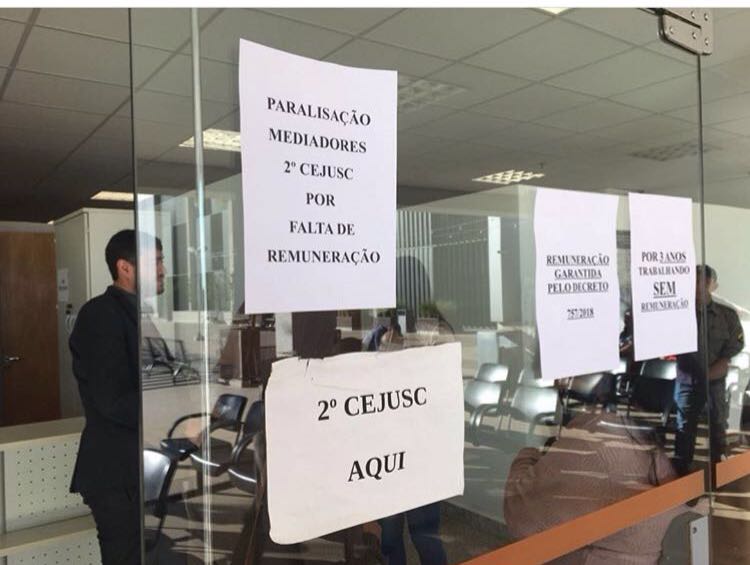 PARALISAÇÃO
MEDIADORES
2º CEJUSC
POR
FALTA DE
REMUNERAÇÃO
2º CEJUSC
AQUI
REMUNERAÇÃO
GARANTIDA
PELO DECRETO
757/2018
POR 3 ANOS
TRABALHANDO
SEM
REMUNERAÇÃO